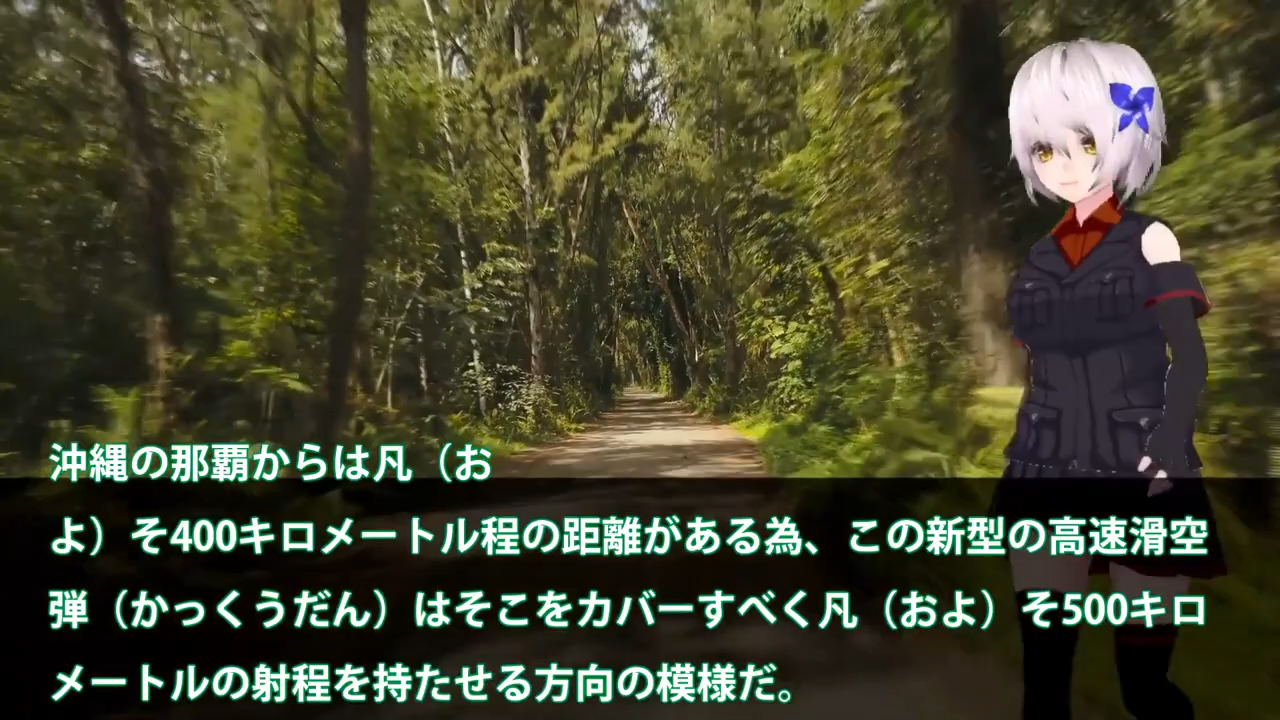 沖縄の那覇からは凡（お
よ）そ400キロメートル程の距離がある為、この新型の高速滑空
弾（かっくうだん）はそこをカバーすべく凡（およ）そ500キロ
メートルの射程を持たせる方向の模様だ。